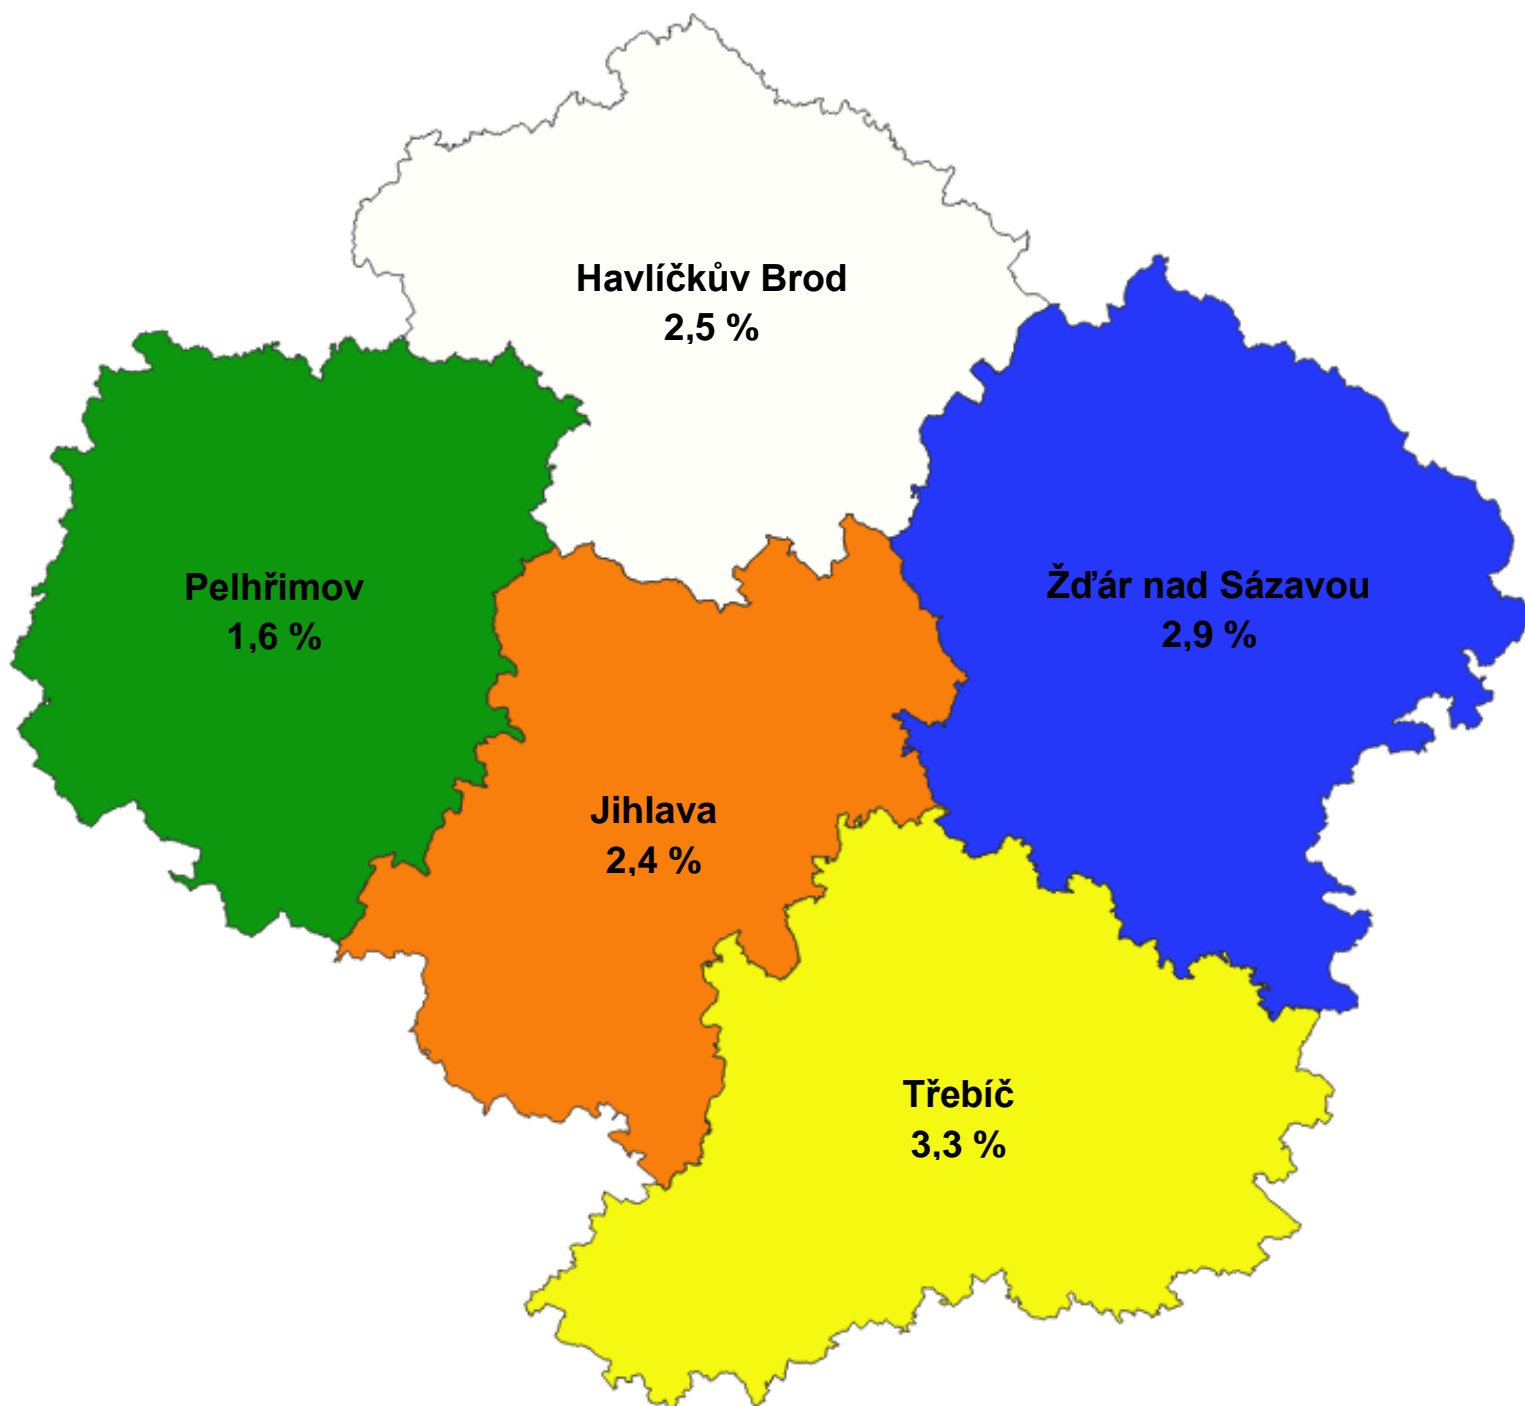 Havlíčkův Brod
2,5 %
Pelhřimov
1,6 %
Žďár nad Sázavou
2,9 %
Jihlava
2,4 %
Třebíč
3,3 %